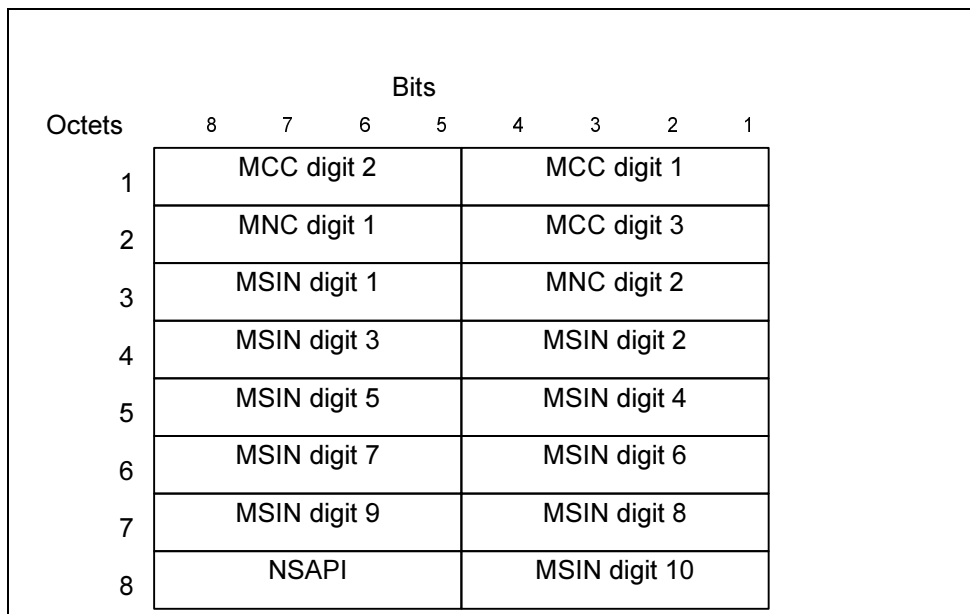 Bits
Octets 8 7 6 5 4 3 2 1
1 MCC digit 2 MCC digit 1
2 MNC digit 1 MCC digit 3
3 MSIN digit 1 MNC digit 2
4 MSIN digit 3 MSIN digit 2
5 MSIN digit 5 MSIN digit 4
6 MSIN digit 7 MSIN digit 6
7 MSIN digit 9 MSIN digit 8
8 NSAPI MSIN digit 10